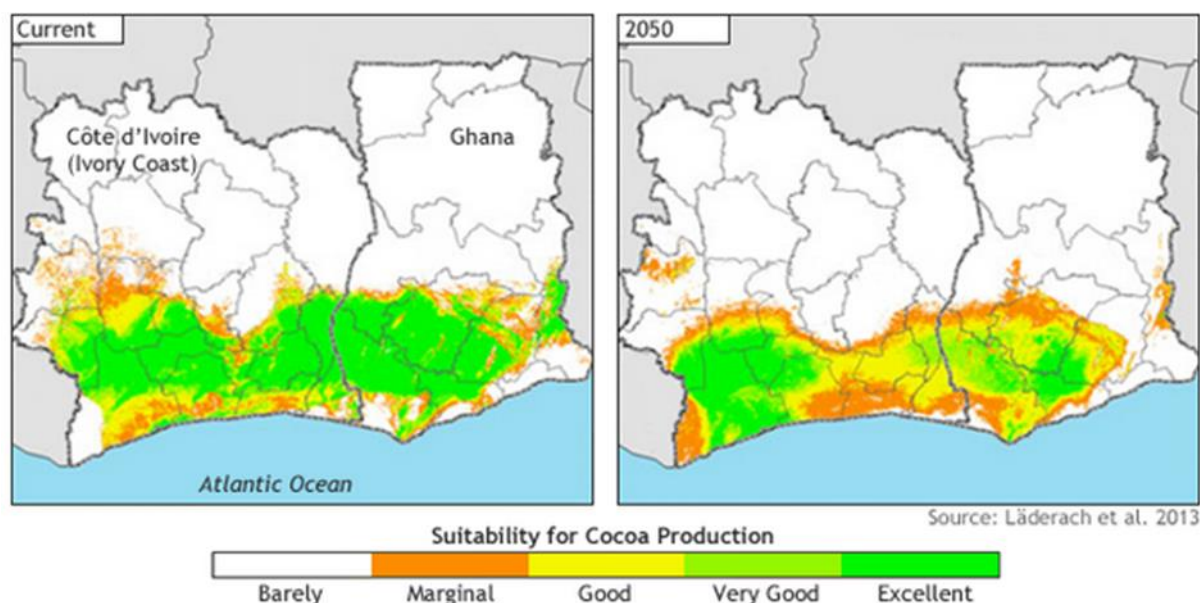 Current
2050
Côte d'Ivoire
(Ivory Coast)
Ghana
Atlantic Ocean
Source: Läderach et al. 2013
Suitability for Cocoa Production
Barely Marginal Good Very Good Excellent